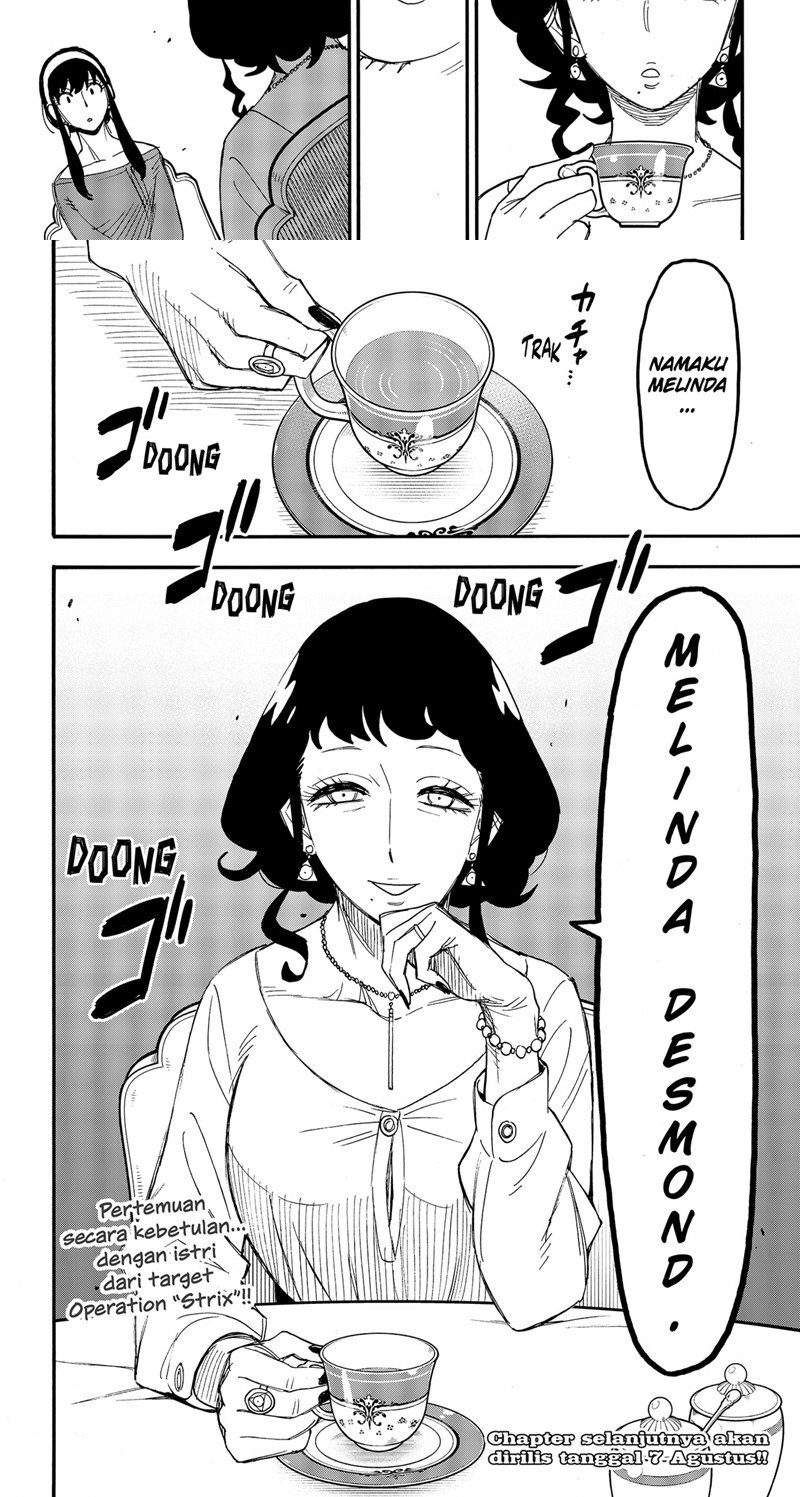 NAMAKU
MELINDA
...
カチャ…
TRAK
ゴ
DOONG
ゴ
DOONG
ゴ
DOONG
MELINDA DESMOND.
DOONG
ゴ
Pertemuan
secara kebetulan...
dengan istri
dari target
Operation "Strix"!!
Chapter selanjutnya akan
dirilis tanggal 7 Agustus!!